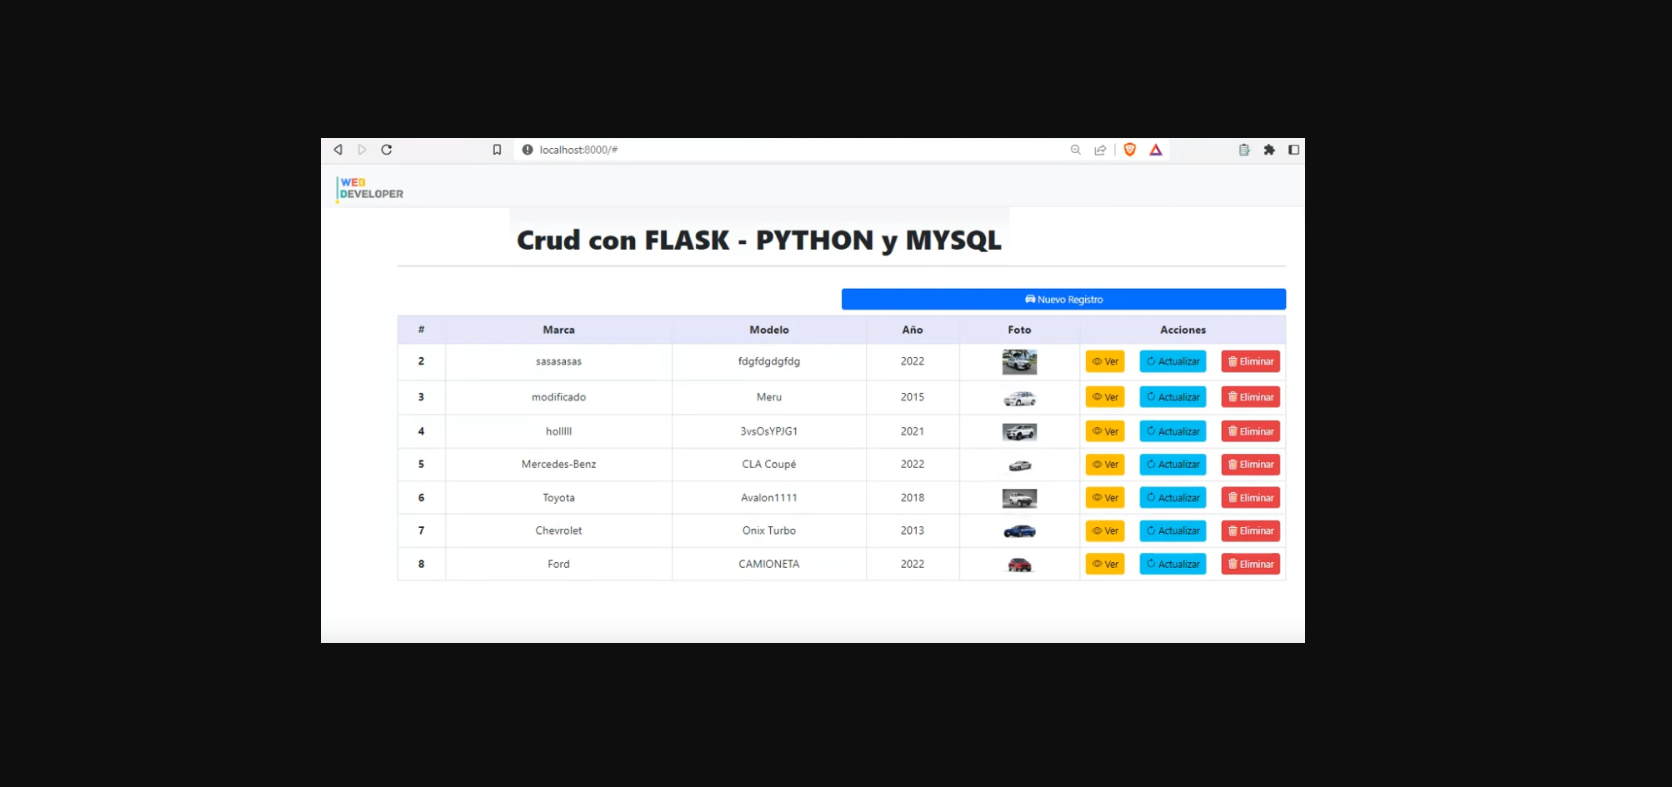 localhost:8000/#
WEB
DEVELOPER
Crud con FLASK - PYTHON y MYSQL
Nuevo Registro
# Marca Modelo Año Foto Acciones
2 sasasasas fdgfdgdgfdg 2022 Ver Actualizar Eliminar
3 modificado Meru 2015 Ver Actualizar Eliminar
4 holllll 3vsOsYPJG1 2021 Ver Actualizar Eliminar
5 Mercedes-Benz CLA Coupé 2022 Ver Actualizar Eliminar
6 Toyota Avalon1111 2018 Ver Actualizar Eliminar
7 Chevrolet Onix Turbo 2013 Ver Actualizar Eliminar
8 Ford CAMIONETA 2022 Ver Actualizar Eliminar